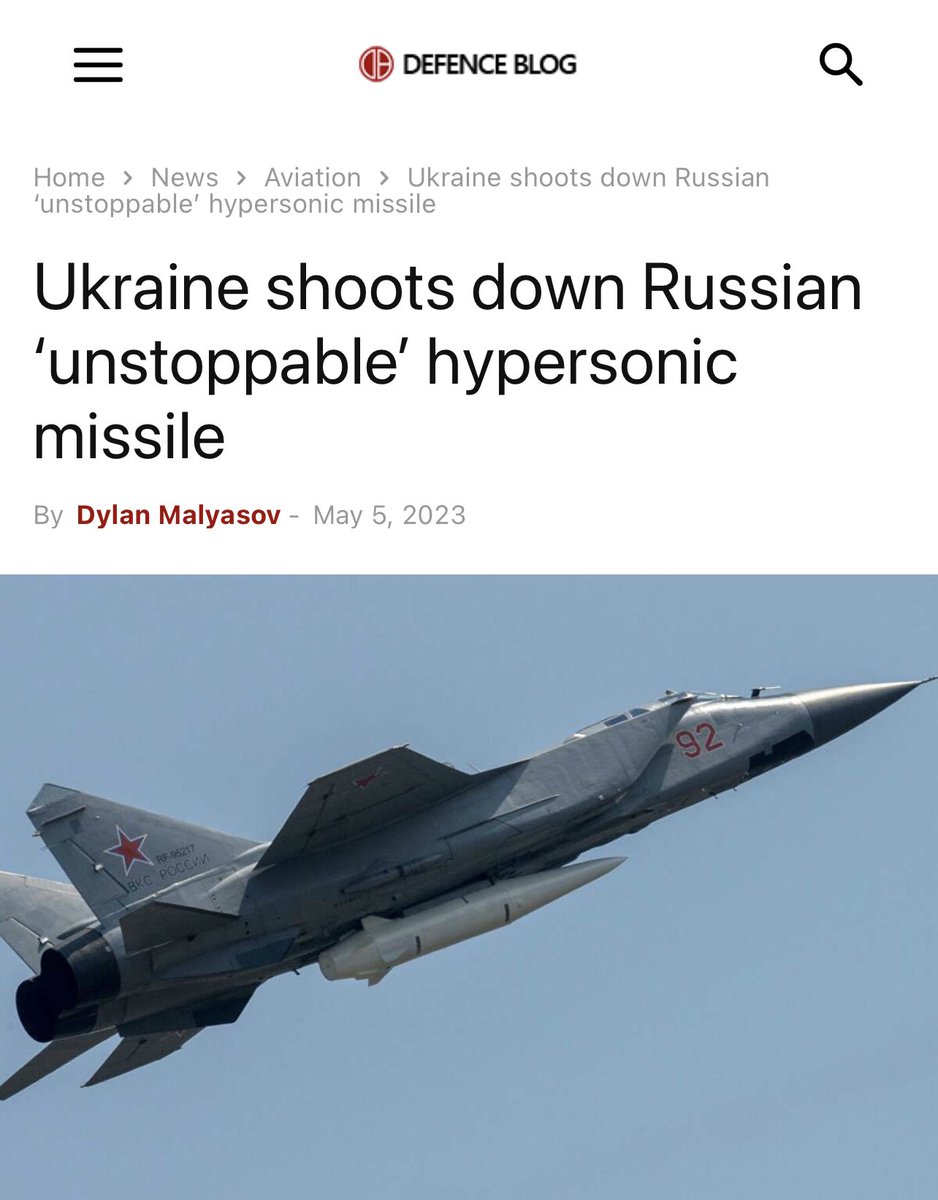 DEFENCE BLOG
Home > News > Aviation > Ukraine shoots down Russian
‘unstoppable’ hypersonic missile
Ukraine shoots down Russian
‘unstoppable’ hypersonic
missile
By Dylan Malyasov - May 5, 2023
92
RF-95217
ВКС РОССИИ